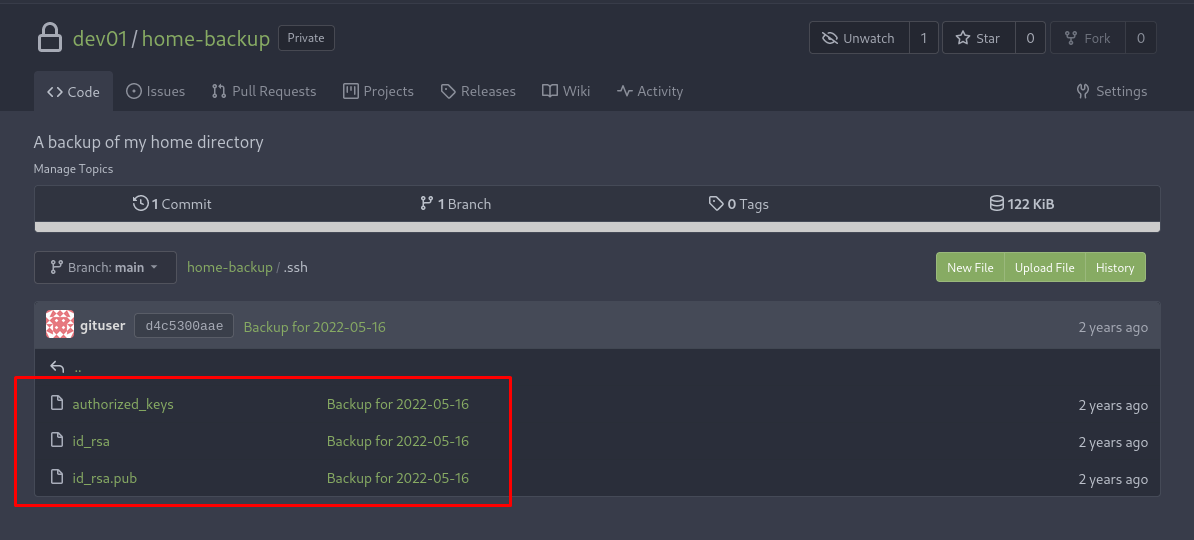 dev01 / home-backup Private Unwatch 1 Star 0 Fork 0
Code Issues Pull Requests Projects Releases Wiki Activity Settings
A backup of my home directory
Manage Topics
1 Commit 1 Branch 0 Tags 122 KiB
Branch: main home-backup / .ssh New File Upload File History
gituser d4c5300aae Backup for 2022-05-16 2 years ago
..
authorized_keys Backup for 2022-05-16 2 years ago
id_rsa Backup for 2022-05-16 2 years ago
id_rsa.pub Backup for 2022-05-16 2 years ago